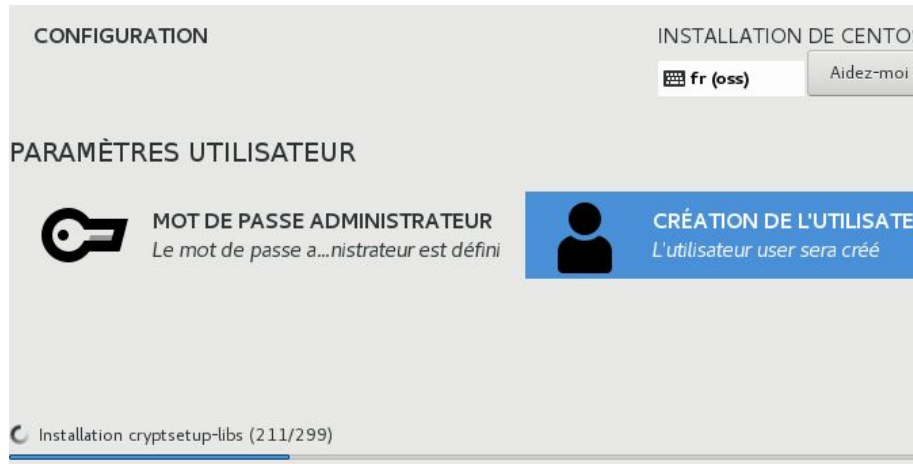 CONFIGURATION
INSTALLATION DE CENTOS
fr (oss)
Aidez-moi
PARAMÈTRES UTILISATEUR
MOT DE PASSE ADMINISTRATEUR
Le mot de passe a...nistrateur est défini
CRÉATION DE L'UTILISATE
L'utilisateur user sera créé
Installation cryptsetup-libs (211/299)